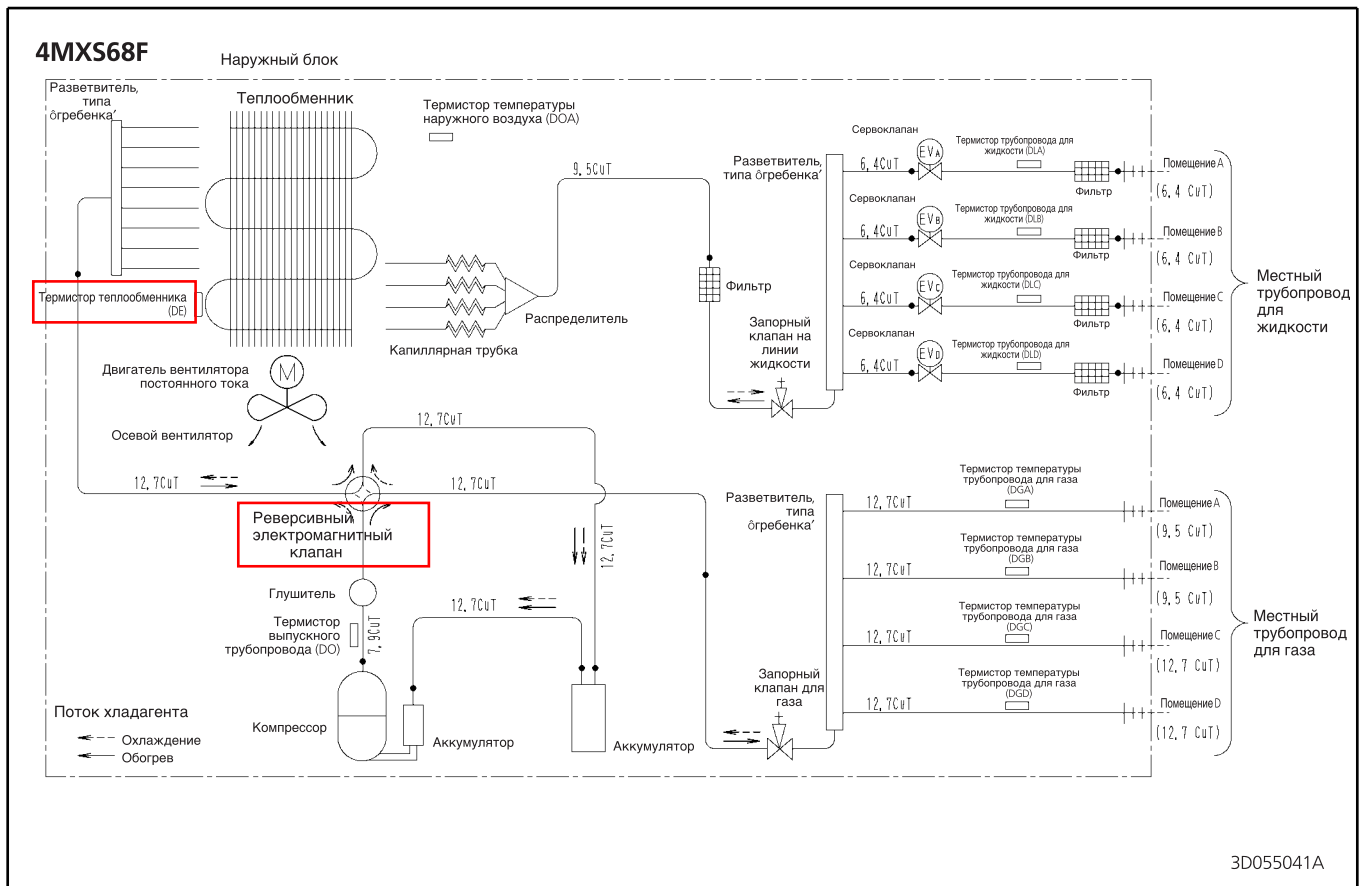 4MXS68F
Наружный блок
Разветвитель,
типа
ôгребенка′
Теплообменник
Термистор температуры
наружного воздуха (DOA)
9.5CuT
Термистор теплообменника
(DE)
Капиллярная трубка
Распределитель
Фильтр
Запорный
клапан на
линии
жидкости
Разветвитель,
типа ôгребенка′
Сервоклапан
6.4CuT
EVA
Термистор трубопровода для
жидкости (DLA)
Фильтр
Помещение A
(6.4 CuT)
Сервоклапан
6.4CuT
EVB
Термистор трубопровода для
жидкости (DLB)
Фильтр
Помещение B
(6.4 CuT)
Сервоклапан
6.4CuT
EVC
Термистор трубопровода для
жидкости (DLC)
Фильтр
Помещение C
(6.4 CuT)
Сервоклапан
6.4CuT
EVD
Термистор трубопровода для
жидкости (DLD)
Фильтр
Помещение D
(6.4 CuT)
Местный
трубопровод
для
жидкости
Двигатель вентилятора
постоянного тока
M
Осевой вентилятор
12.7CuT
12.7CuT
12.7CuT
12.7CuT
Реверсивный
электромагнитный
клапан
Глушитель
Термистор
выпускного
трубопровода (DO)
7.9CuT
12.7CuT
Компрессор
Аккумулятор
Аккумулятор
Запорный
клапан для
газа
Разветвитель,
типа
ôгребенка′
12.7CuT
Термистор температуры
трубопровода для газа
(DGA)
Помещение A
(9.5 CuT)
12.7CuT
Термистор температуры
трубопровода для газа
(DGB)
Помещение B
(9.5 CuT)
12.7CuT
Термистор температуры
трубопровода для газа
(DGC)
Помещение C
(12.7 CuT)
12.7CuT
Термистор температуры
трубопровода для газа
(DGD)
Помещение D
(12.7 CuT)
Местный
трубопровод
для газа
Поток хладагента
Охлаждение
Обогрев
3D055041A